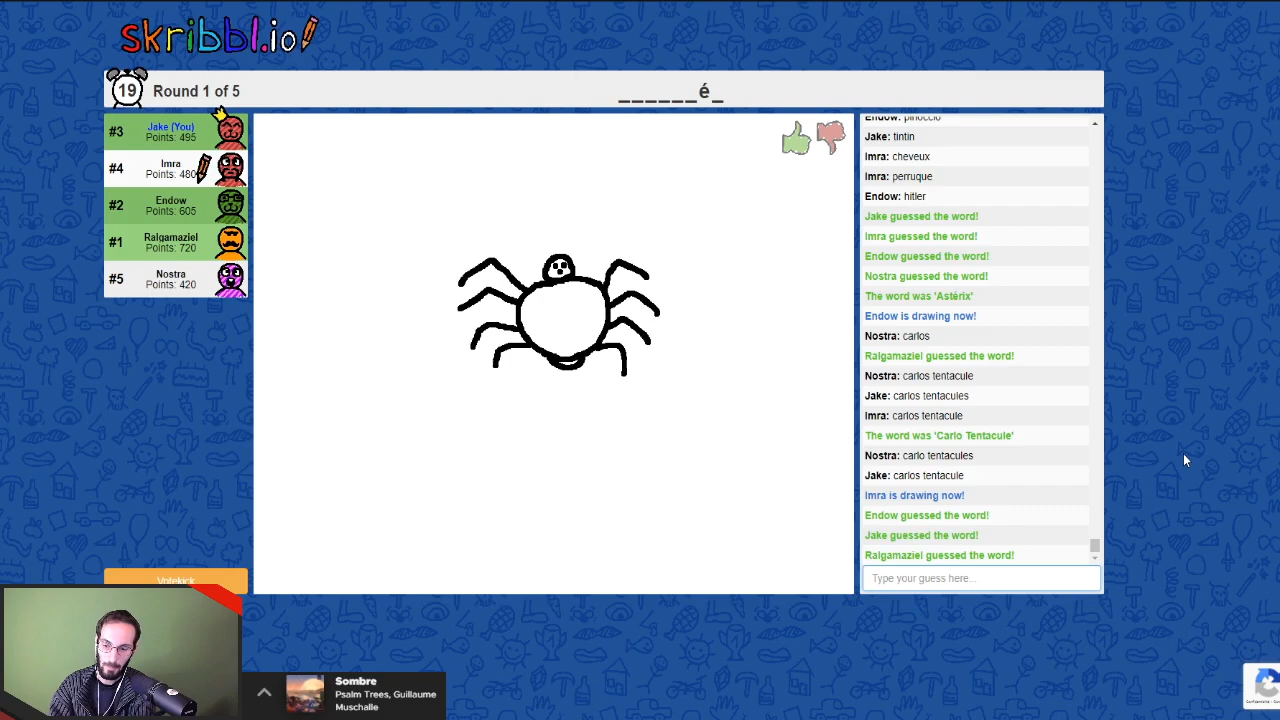 skribbl.io
19
Round 1 of 5
______é_
#3
Jake (You)
Points: 495
#4
Imra
Points: 480
#2
Endow
Points: 605
#1
Ralgamaziel
Points: 720
#5
Nostra
Points: 420
Votekick
Endow: pinoccio
Jake: tintin
Imra: cheveux
Imra: perruque
Endow: hitler
Jake guessed the word!
Imra guessed the word!
Endow guessed the word!
Nostra guessed the word!
The word was 'Astérix'
Endow is drawing now!
Nostra: carlos
Ralgamaziel guessed the word!
Nostra: carlos tentacule
Jake: carlos tentacules
Imra: carlos tentacule
The word was 'Carlo Tentacule'
Nostra: carlo tentacules
Jake: carlos tentacule
Imra is drawing now!
Endow guessed the word!
Jake guessed the word!
Ralgamaziel guessed the word!
Type your guess here...
Sombre
Psalm Trees, Guillaume
Muschalle